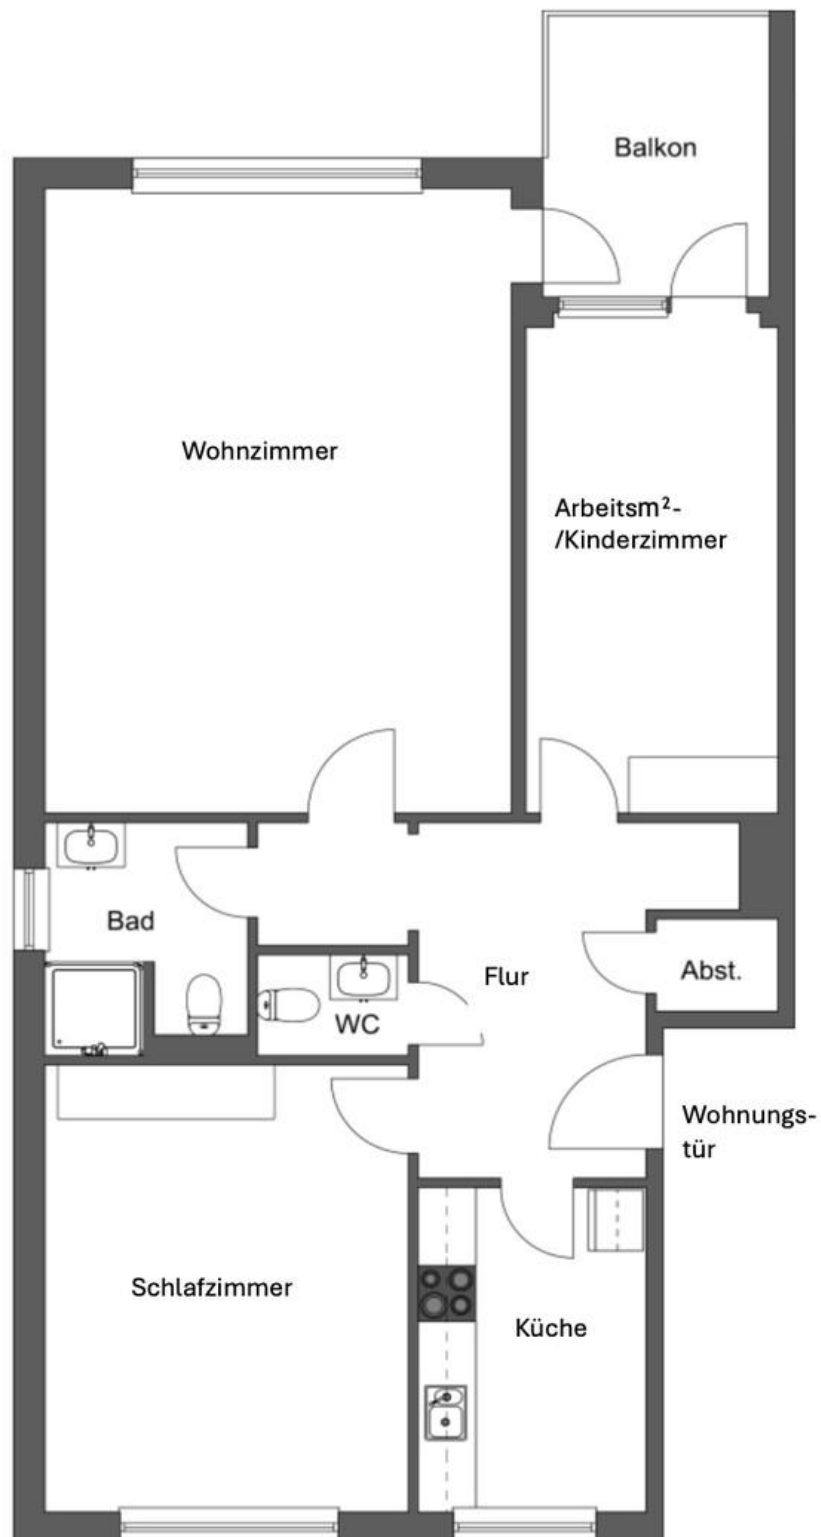 Balkon
Wohnzimmer
Arbeitsm²-
/Kinderzimmer
Bad
Flur
Abst.
WC
Wohnungs-
tür
Schlafzimmer
Küche